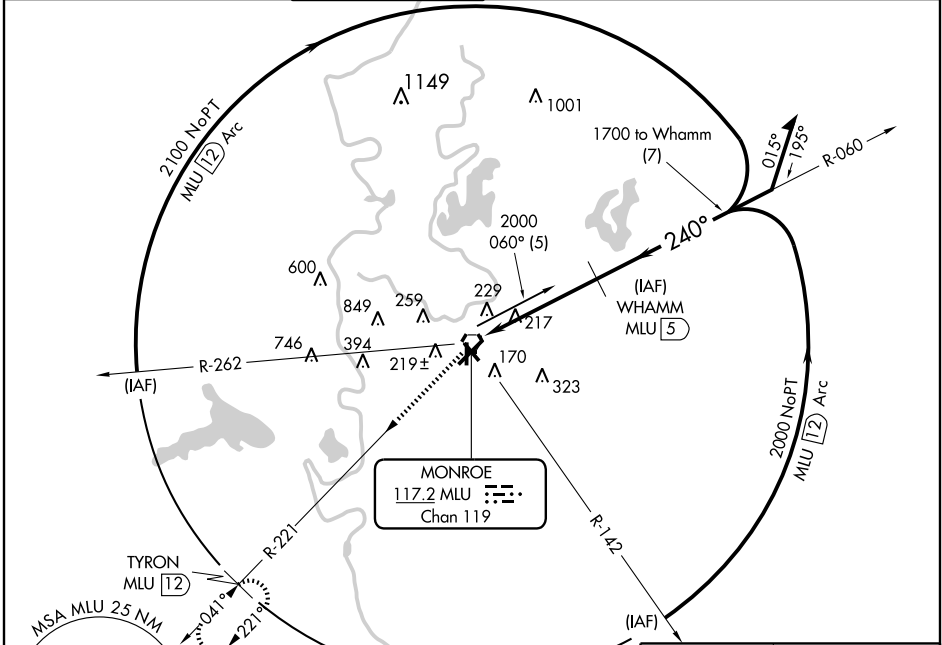 1149
1001
2100 NoPT
MLU 12 Arc
1700 to Whamm
(7)
015°
195°
R-060
2000
060° (5)
240°
(IAF)
WHAMM
MLU 5
600
849
259
229
217
746
394
219±
170
323
R-262
(IAF)
2000 NoPT
MLU 12 Arc
MONROE
117.2 MLU
Chan 119
R-221
R-142
TYRON
MLU 12
041°
221°
(IAF)
MSA MLU 25 NM